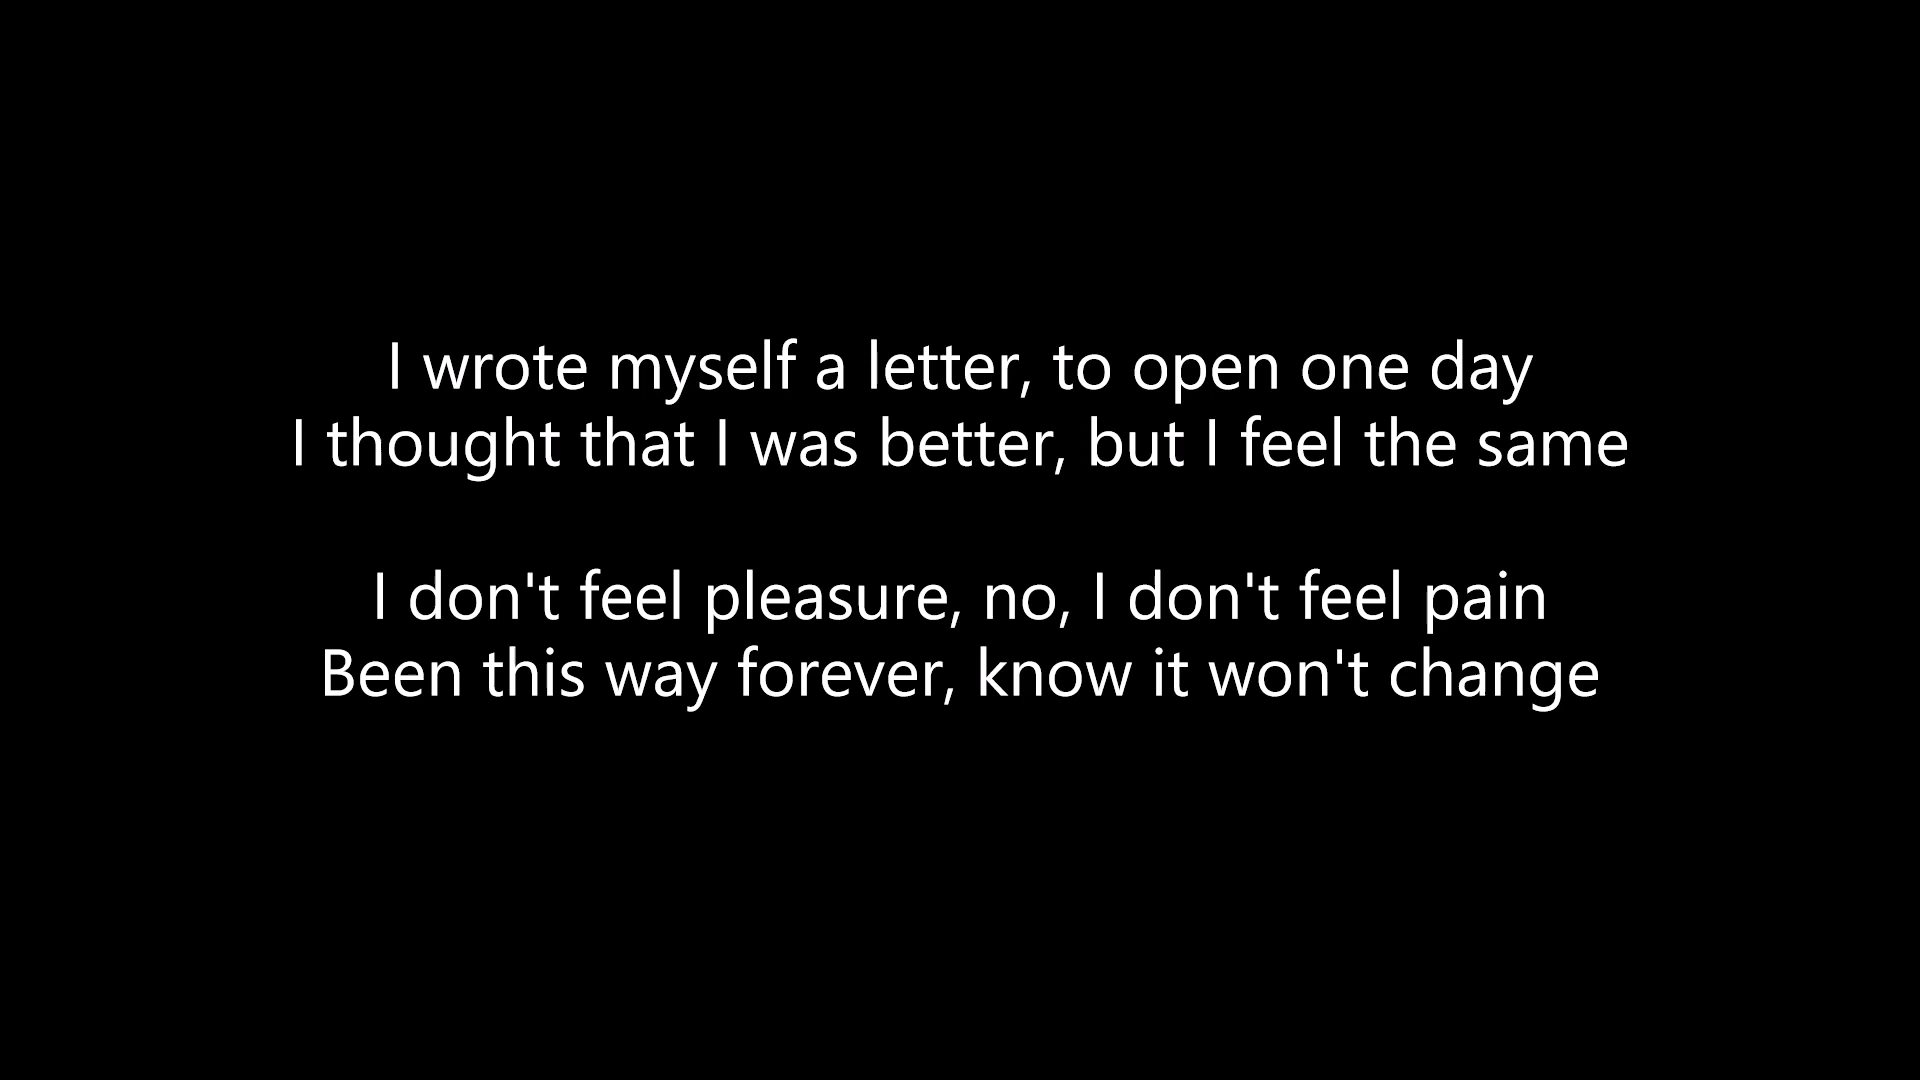 I wrote myself a letter, to open one day
I thought that I was better, but I feel the same
I don't feel pleasure, no, I don't feel pain
Been this way forever, know it won't change